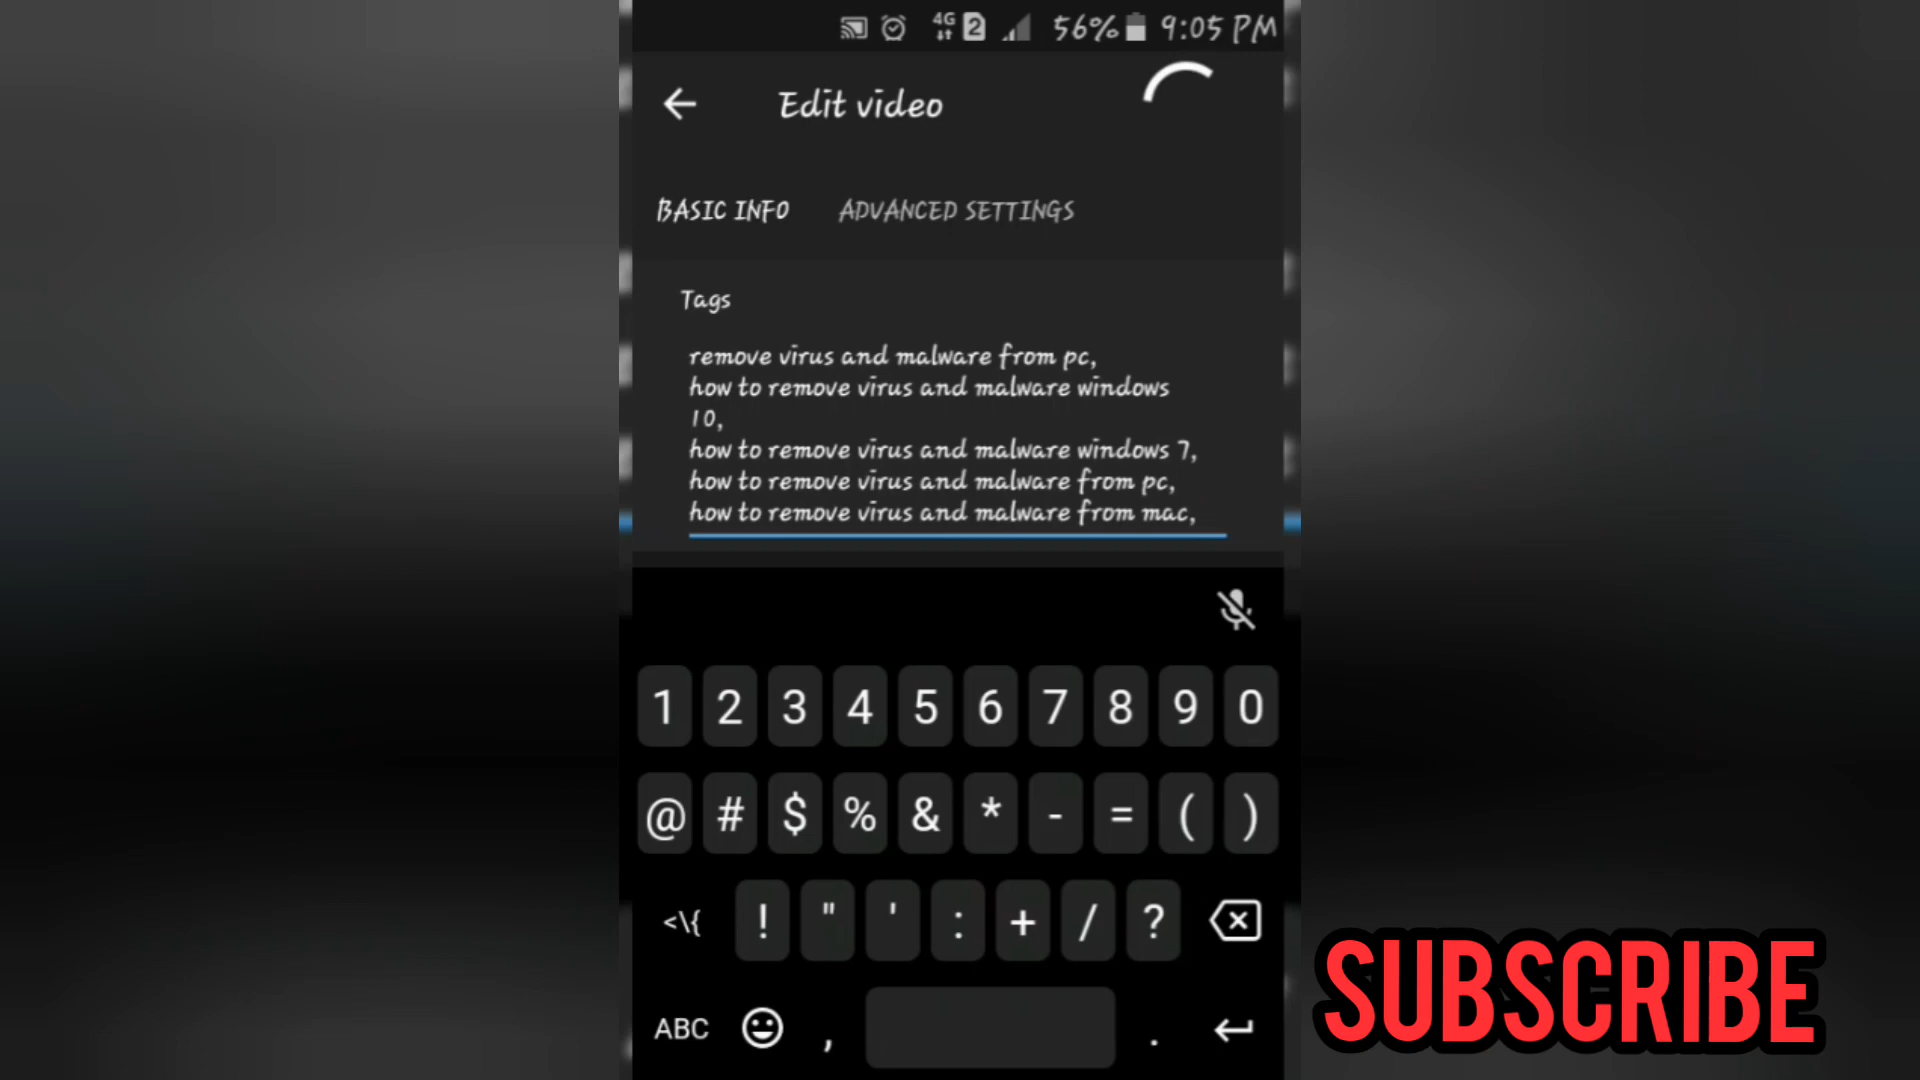 4G 2 56% 9:05 PM
Edit video
BASIC INFO ADVANCED SETTINGS
Tags
remove virus and malware from pc,
how to remove virus and malware windows
10,
how to remove virus and malware windows 7,
how to remove virus and malware from pc,
how to remove virus and malware from mac,
1 2 3 4 5 6 7 8 9 0
@ # $ % & * - = ( )
<\{ ! " ' : + / ?
ABC , .
SUBSCRIBE